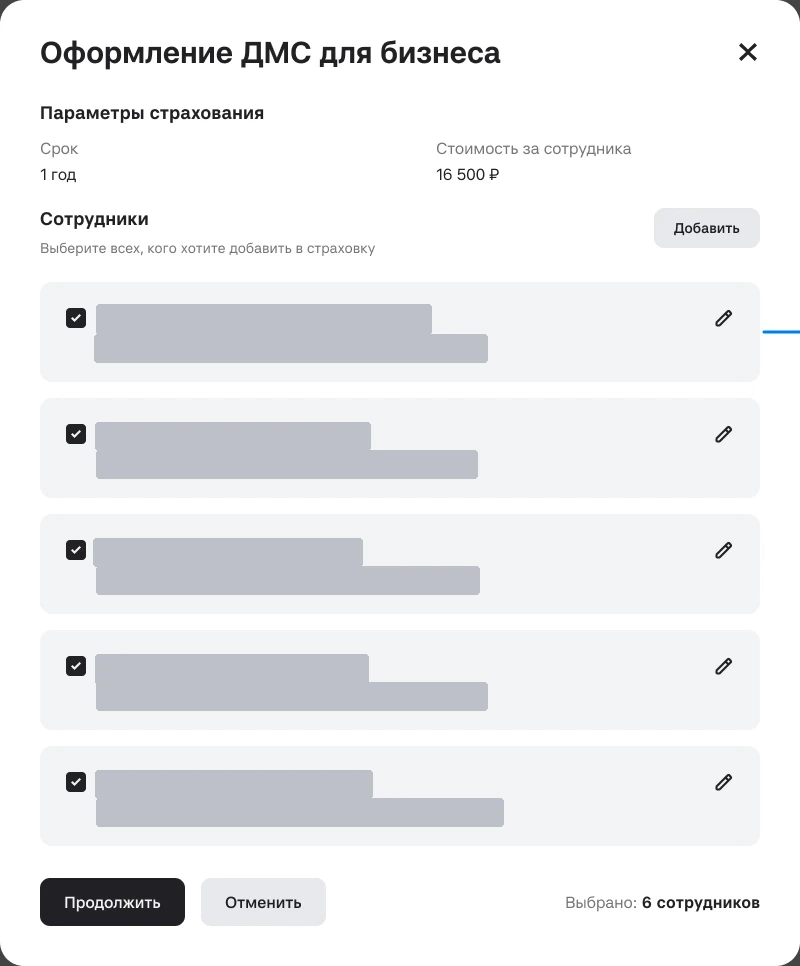 Оформление ДМС для бизнеса
Параметры страхования
Срок
Стоимость за сотрудника
1 год
16 500 ₽
Сотрудники
Добавить
Выберите всех, кого хотите добавить в страховку
Продолжить
Отменить
Выбрано: 6 сотрудников